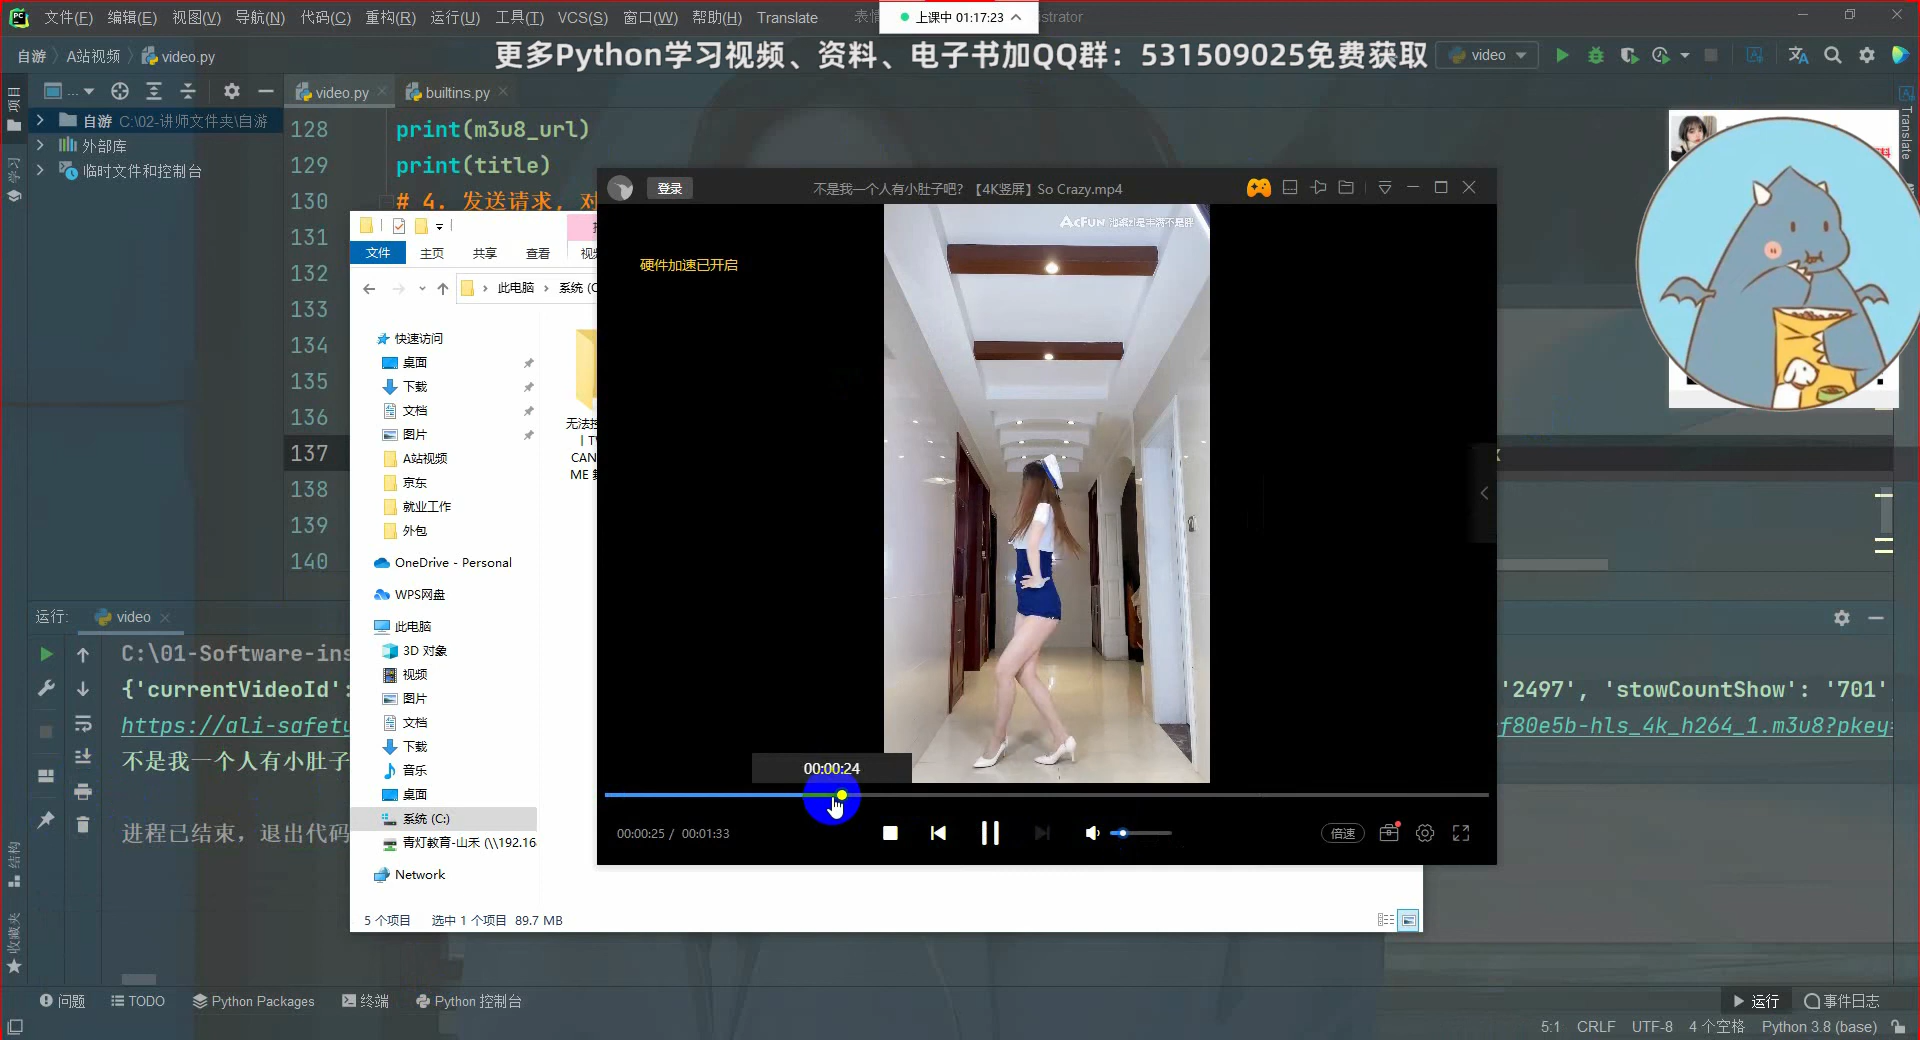 文件(F) 编辑(E) 视图(V) 导航(N) 代码(C) 重构(R) 运行(U) 工具(T) VCS(S) 窗口(W) 帮助(H) Translate
上课中 01:17:23
自游 A站视频 video.py
更多Python学习视频、资料、电子书加QQ群：531509025免费获取
video
video.py builtins.py
项目
自游 C:\02-讲师文件夹\自游
外部库
临时文件和控制台
学习
Translate
128 print(m3u8_url)
129 print(title)
130 # 4. 发送请求, 对
131
132
133
134
135
136
137
138
139
140
登录 不是我一个人有小肚子吧? 【4K竖屏】So Crazy.mp4
硬件加速已开启
ACFUN
00:00:24
00:00:25 / 00:01:33
倍速
文件 主页 共享 查看
此电脑 系统 (C
快速访问
桌面
下载
文档
图片
A站视频
京东
就业工作
外包
OneDrive - Personal
WPS网盘
此电脑
3D 对象
视频
图片
文档
下载
音乐
桌面
系统 (C:)
青灯教育-山禾 (\\192.16
Network
CAN
ME
5 个项目 选中 1 个项目 89.7 MB
运行: video
C:\01-Software-ins
{'currentVideoId': '2497', 'stowCountShow': '701'
https://ali-safety f80e5b-hls_4k_h264_1.m3u8?pkey=
不是我一个人有小肚子
进程已结束，退出代码
结构
收藏夹
问题 TODO Python Packages 终端 Python 控制台
运行 事件日志
5:1 CRLF UTF-8 4 个空格 Python 3.8 (base)